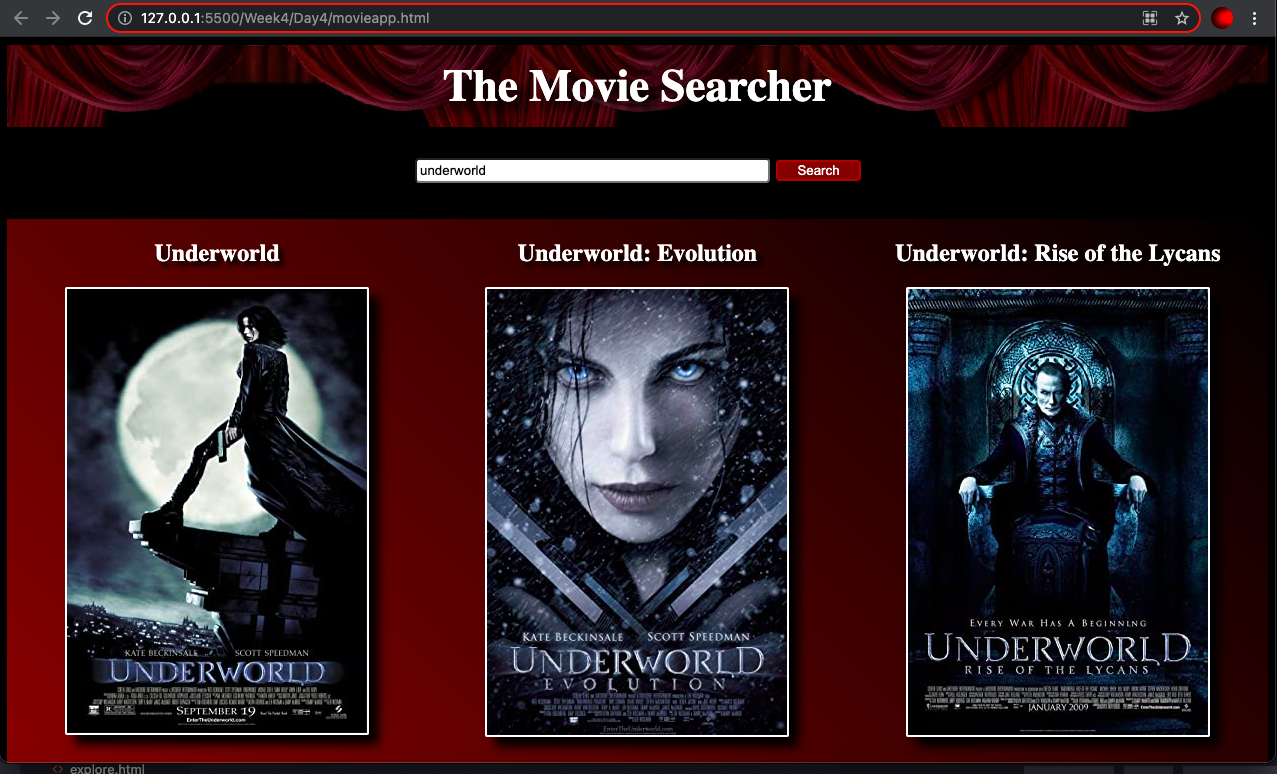 127.0.0.1:5500/Week4/Day4/movieapp.html
The Movie Searcher
underworld
Search
Underworld
Underworld: Evolution
Underworld: Rise of the Lycans
KATE BECKINSALE SCOTT SPEEDMAN
UNDERWORLD
SEPTEMBER 19
EnterTheUnderworld.com
KATE BECKINSALE SCOTT SPEEDMAN
UNDERWORLD
EVOLUTION
EnterTheUnderworld.com
EVERY WAR HAS A BEGINNING
UNDERWORLD
RISE OF THE LYCANS
JANUARY 2009
EnterTheUnderworld.com
explore.html